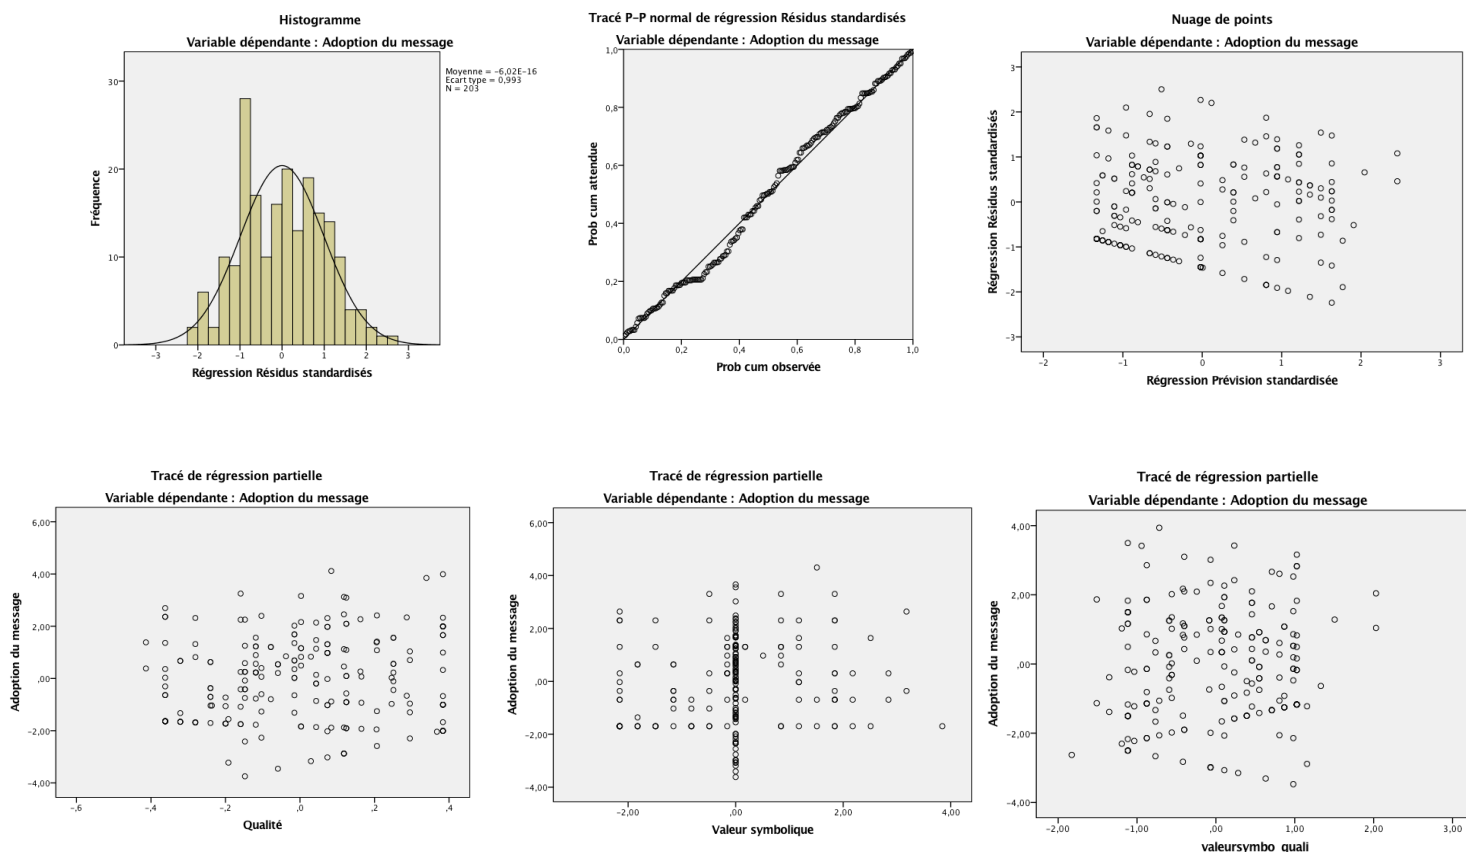 Histogramme
Variable dépendante : Adoption du message
Moyenne = -6,02E-16
Ecart type = 0,993
N = 203
Fréquence
30
20
10
0
-3 -2 -1 0 1 2 3
Régression Résidus standardisés
Tracé P-P normal de régression Résidus standardisés
Variable dépendante : Adoption du message
Prob cum attendue
1,0
0,8
0,6
0,4
0,2
0,0
0,0 0,2 0,4 0,6 0,8 1,0
Prob cum observée
Nuage de points
Variable dépendante : Adoption du message
Régression Résidus standardisés
3
2
1
0
-1
-2
-3
-2 -1 0 1 2 3
Régression Prévision standardisée
Tracé de régression partielle
Variable dépendante : Adoption du message
Adoption du message
6,00
4,00
2,00
,00
-2,00
-4,00
-,6 -,4 -,2 ,0 ,2 ,4
Qualité
Tracé de régression partielle
Variable dépendante : Adoption du message
Adoption du message
6,00
4,00
2,00
,00
-2,00
-4,00
-2,00 ,00 2,00 4,00
Valeur symbolique
Tracé de régression partielle
Variable dépendante : Adoption du message
Adoption du message
4,00
2,00
,00
-2,00
-4,00
-2,00 -1,00 ,00 1,00 2,00 3,00
valeursymbo_quali